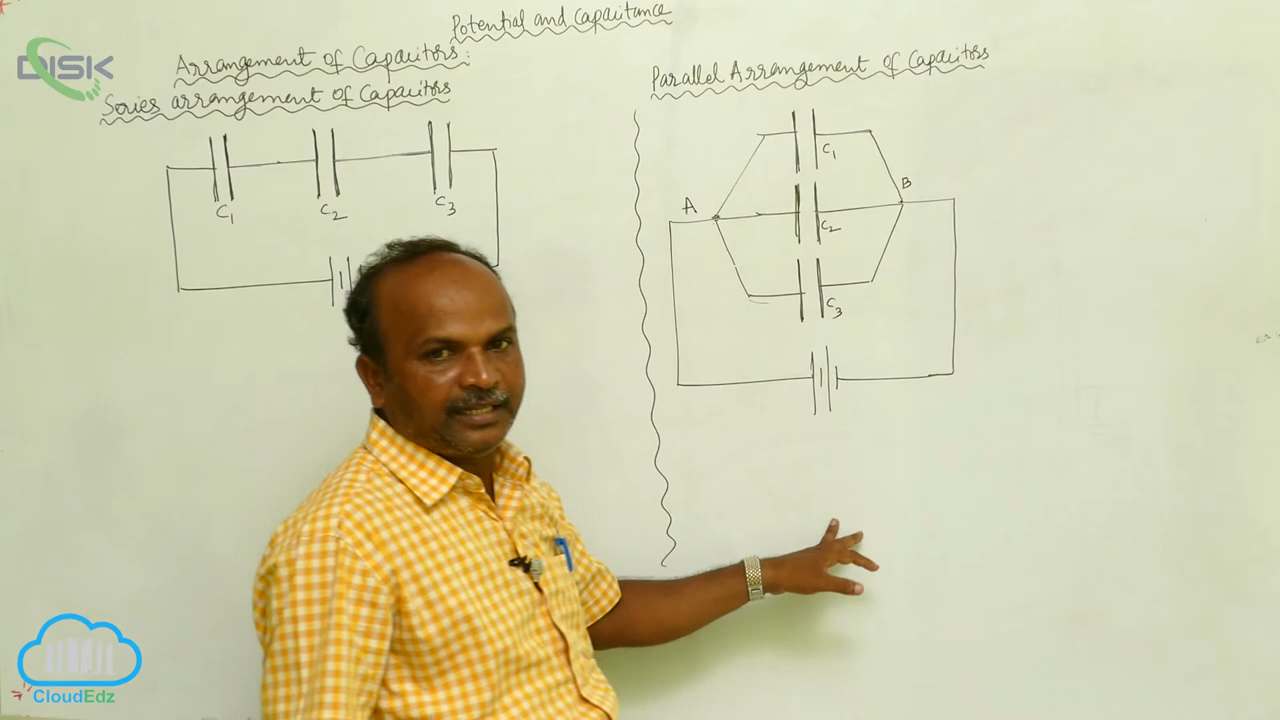 Potential and Capacitance
DISK
Arrangement of Capacitors:
Series arrangement of Capacitors
C1
C2
C3
Parallel Arrangement of Capacitors
C1
A
B
C2
C3
CloudEdz